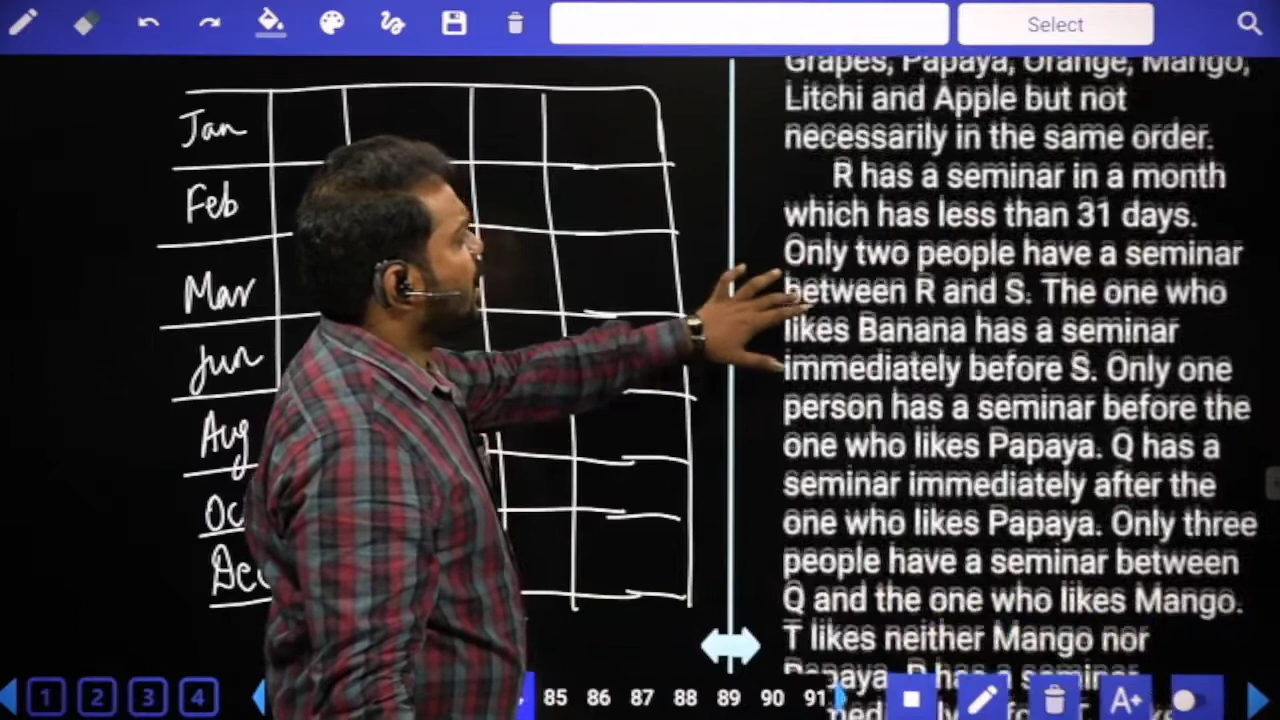 Select
Jan
Feb
Mar
Jun
Aug
Oc
Dec
Grapes, Papaya, Orange, Mango,
Litchi and Apple but not
necessarily in the same order.
R has a seminar in a month
which has less than 31 days.
Only two people have a seminar
between R and S. The one who
likes Banana has a seminar
immediately before S. Only one
person has a seminar before the
one who likes Papaya. Q has a
seminar immediately after the
one who likes Papaya. Only three
people have a seminar between
Q and the one who likes Mango.
T likes neither Mango nor
has a seminar
1 2 3 4 85 86 87 88 89 90 91 A+